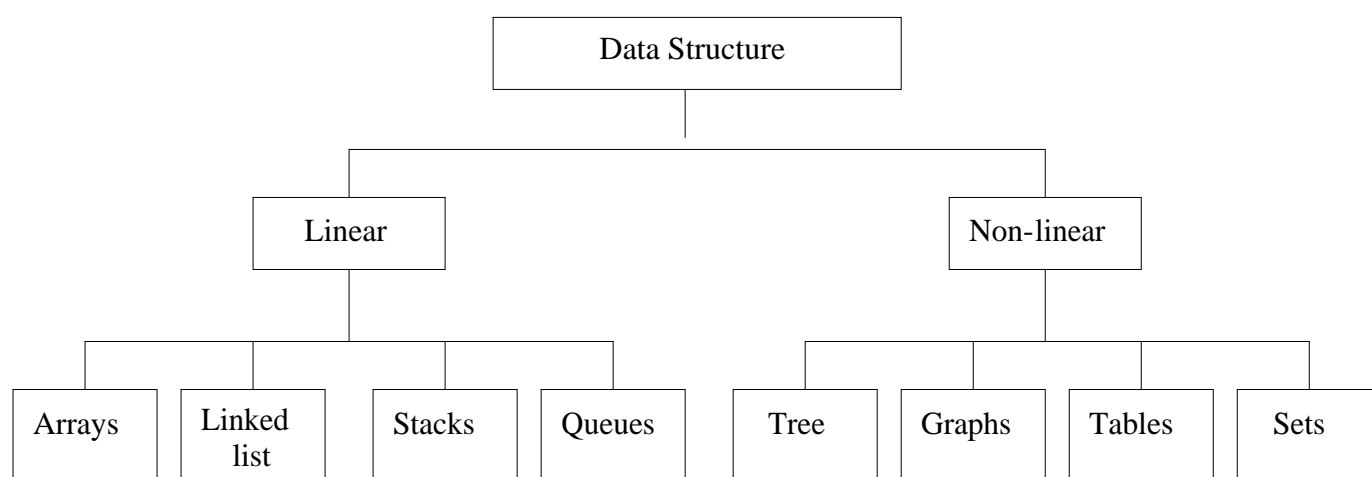 Data Structure
Linear
Non-linear
Arrays
Linked
list
Stacks
Queues
Tree
Graphs
Tables
Sets